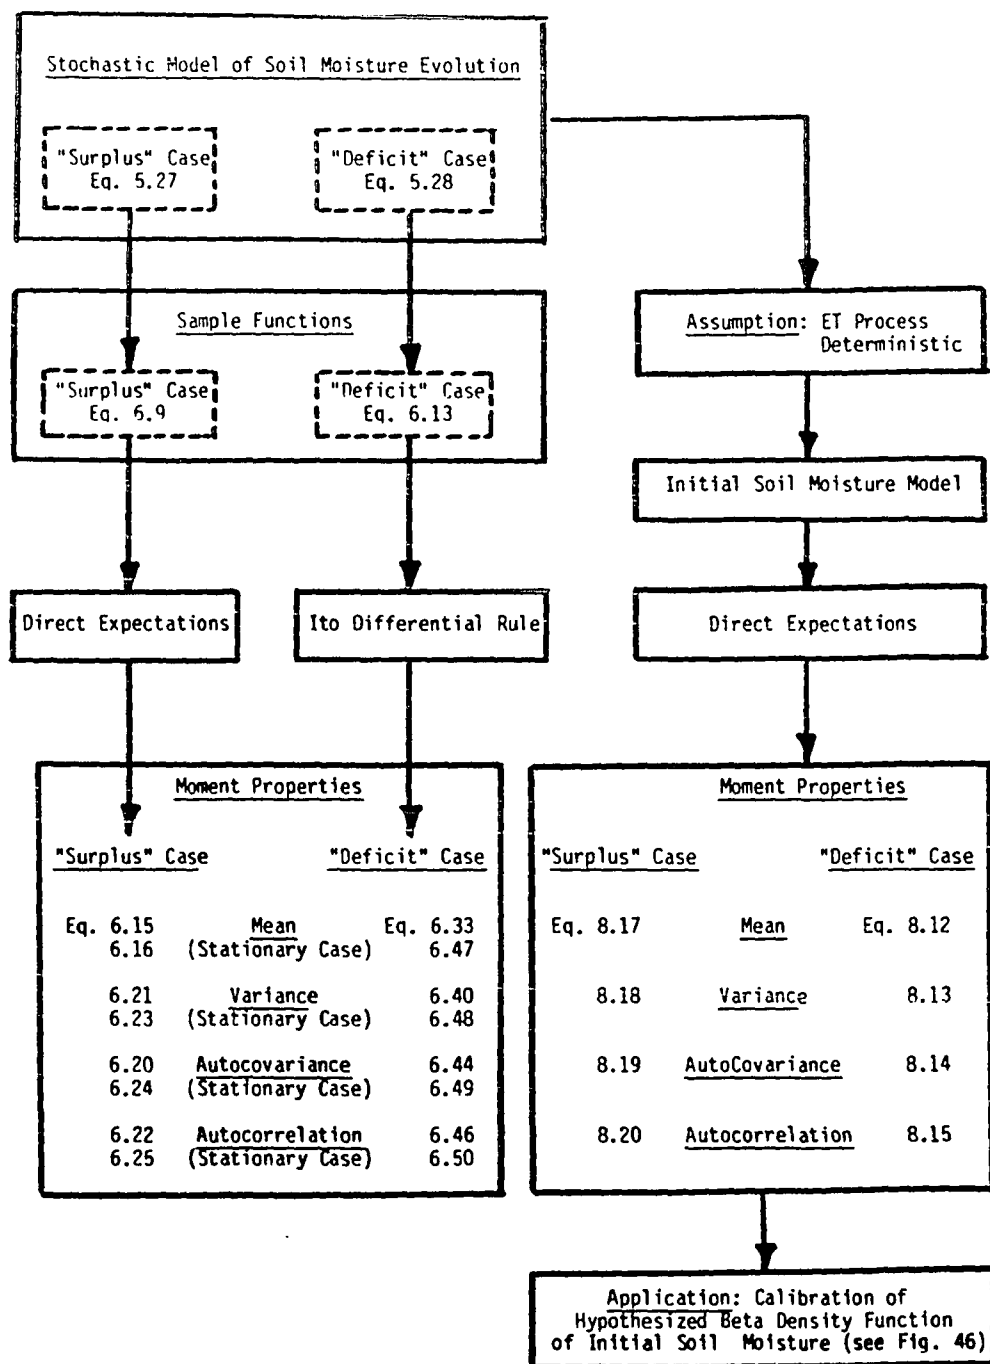 Stochastic Model of Soil Moisture Evolution
"Surplus" Case
Eq. 5.27
"Deficit" Case
Eq. 5.28
Sample Functions
"Surplus" Case
Eq. 6.9
"Deficit" Case
Eq. 6.13
Assumption: ET Process
Deterministic
Initial Soil Moisture Model
Direct Expectations
Ito Differential Rule
Direct Expectations
Moment Properties
"Surplus" Case "Deficit" Case
Eq. 6.15 Mean Eq. 6.33
6.16 (Stationary Case) 6.47
6.21 Variance 6.40
6.23 (Stationary Case) 6.48
6.20 Autocovariance 6.44
6.24 (Stationary Case) 6.49
6.22 Autocorrelation 6.46
6.25 (Stationary Case) 6.50
Moment Properties
"Surplus" Case "Deficit" Case
Eq. 8.17 Mean Eq. 8.12
8.18 Variance 8.13
8.19 AutoCovariance 8.14
8.20 Autocorrelation 8.15
Application: Calibration of
Hypothesized Beta Density Function
of Initial Soil Moisture (see Fig. 46)